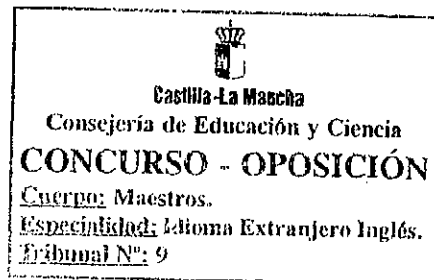 Castilla-La Mancha
Consejería de Educación y Ciencia
CONCURSO - OPOSICIÓN
Cuerpo: Maestros.
Especialidad: Idioma Extranjero Inglés.
Tribunal Nº: 9